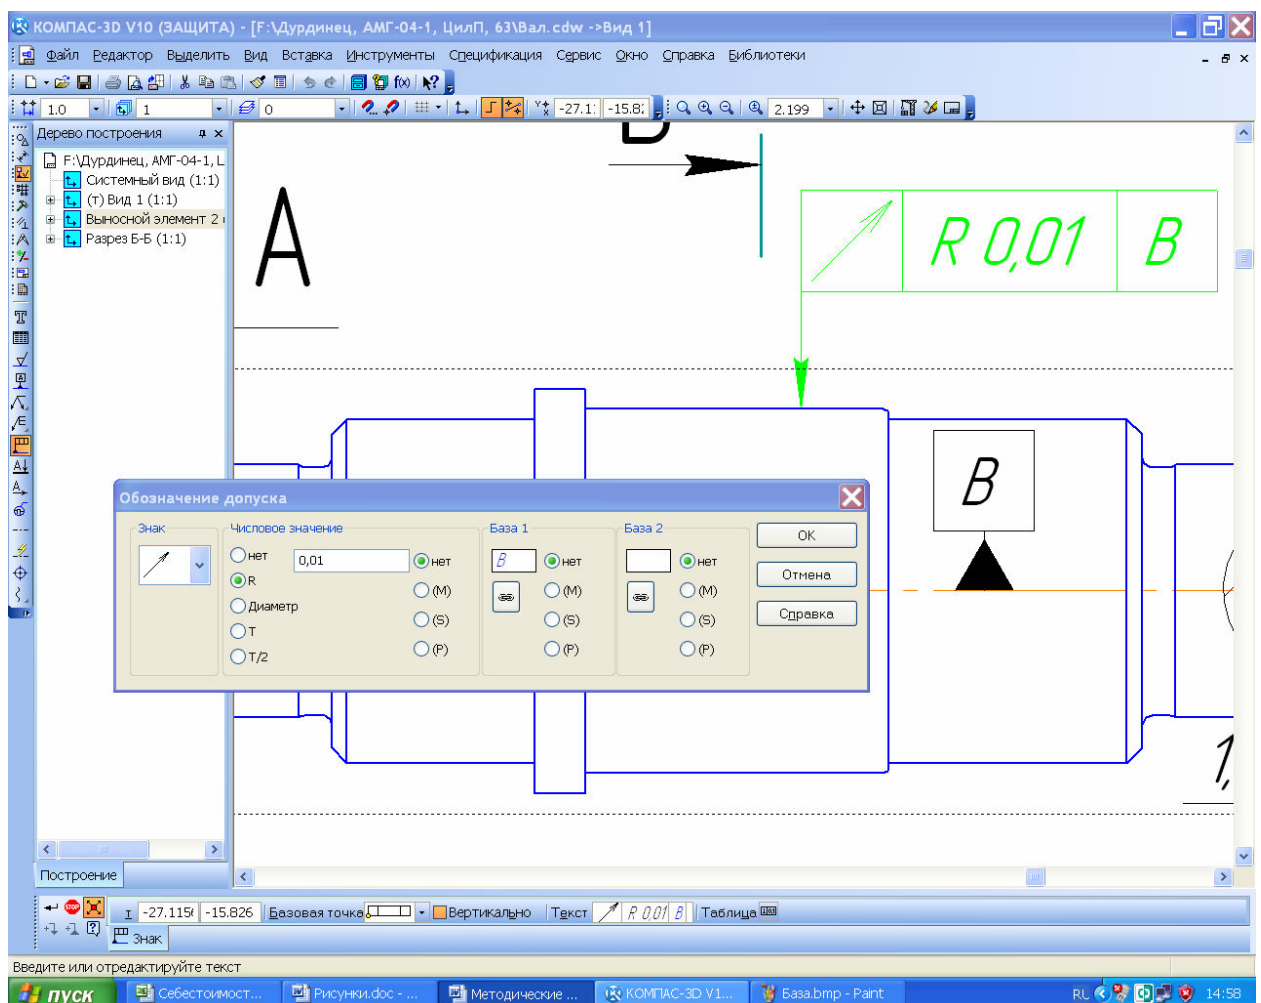 КОМПАС-3D V10 (ЗАЩИТА) - [F:\Дурдинец, АМГ-04-1, ЦилП, 63\Вал.cdw ->Вид 1]
Файл Редактор Выделить Вид Вставка Инструменты Спецификация Сервис Окно Справка Библиотеки
1.0 1 0 -27.1 -15.8 2.199
Дерево построения
F:\Дурдинец, АМГ-04-1, L
Системный вид (1:1)
(т) Вид 1 (1:1)
Выносной элемент 2
Разрез Б-Б (1:1)
А
R 0,01 В
В
Обозначение допуска
Знак Числовое значение База 1 База 2
нет 0,01 нет В нет нет
R (M) (M) (M)
Диаметр (S) (S) (S)
T (P) (P) (P)
T/2
OK
Отмена
Справка
1,
Построение
-27.115 -15.826 Базовая точка Вертикально Текст R 0,01 В Таблица
Знак
Введите или отредактируйте текст
пуск Себестоимост... Рисунки.doc - ... Методические ... КОМПАС-3D V1... База.bmp - Paint RL 14:58